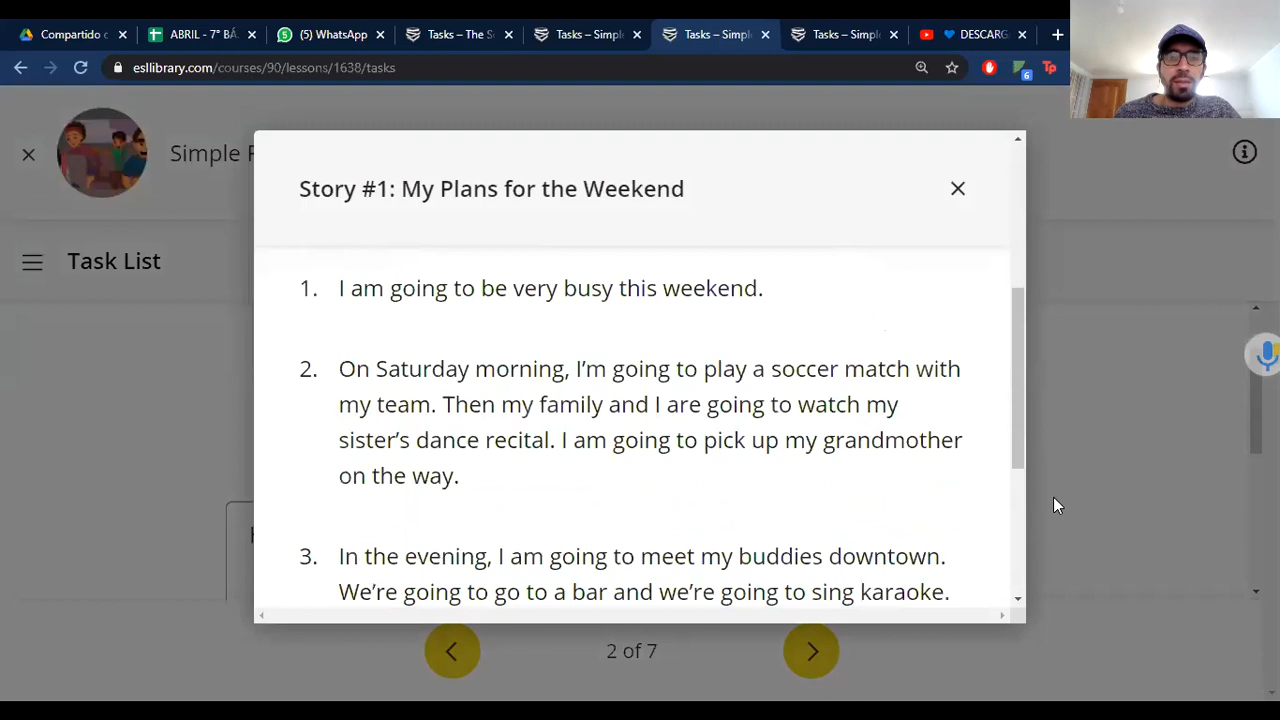 Compartido c
ABRIL - 7° BÁ
(5) WhatsApp
Tasks – The S
Tasks – Simple
Tasks – Simple
Tasks – Simple
DESCARG
esllibrary.com/courses/90/lessons/1638/tasks
6
Simple
Story #1: My Plans for the Weekend
Task List
1. I am going to be very busy this weekend.
2. On Saturday morning, I'm going to play a soccer match with
my team. Then my family and I are going to watch my
sister's dance recital. I am going to pick up my grandmother
on the way.
3. In the evening, I am going to meet my buddies downtown.
We're going to go to a bar and we're going to sing karaoke.
2 of 7